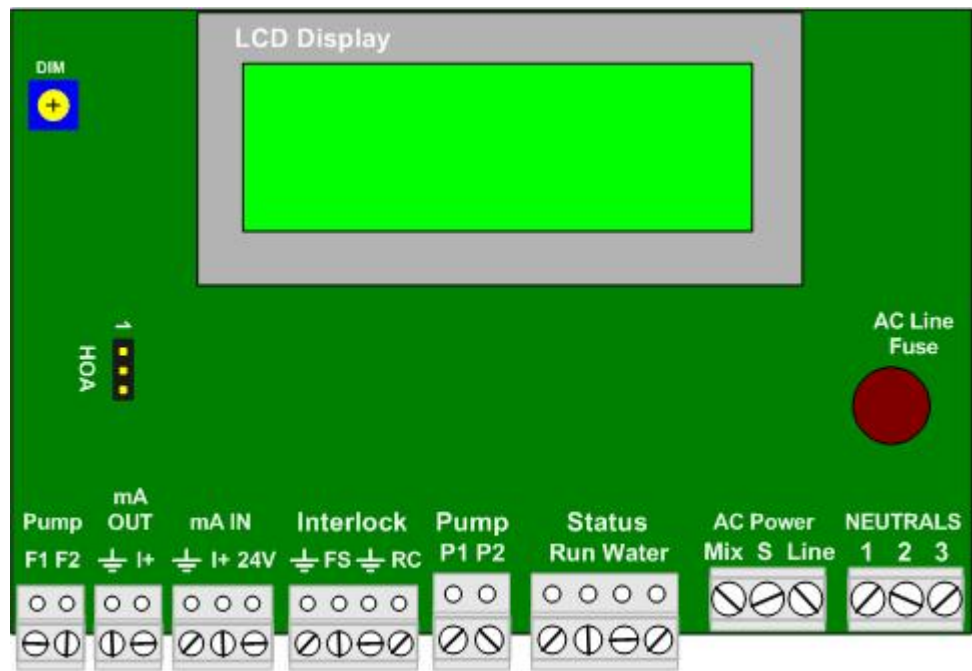 LCD Display
DIM
AC Line
Fuse
1
HOA
mA
Pump OUT mA IN Interlock Pump Status AC Power NEUTRALS
F1 F2 I+ I+ 24V FS RC P1 P2 Run Water Mix S Line 1 2 3